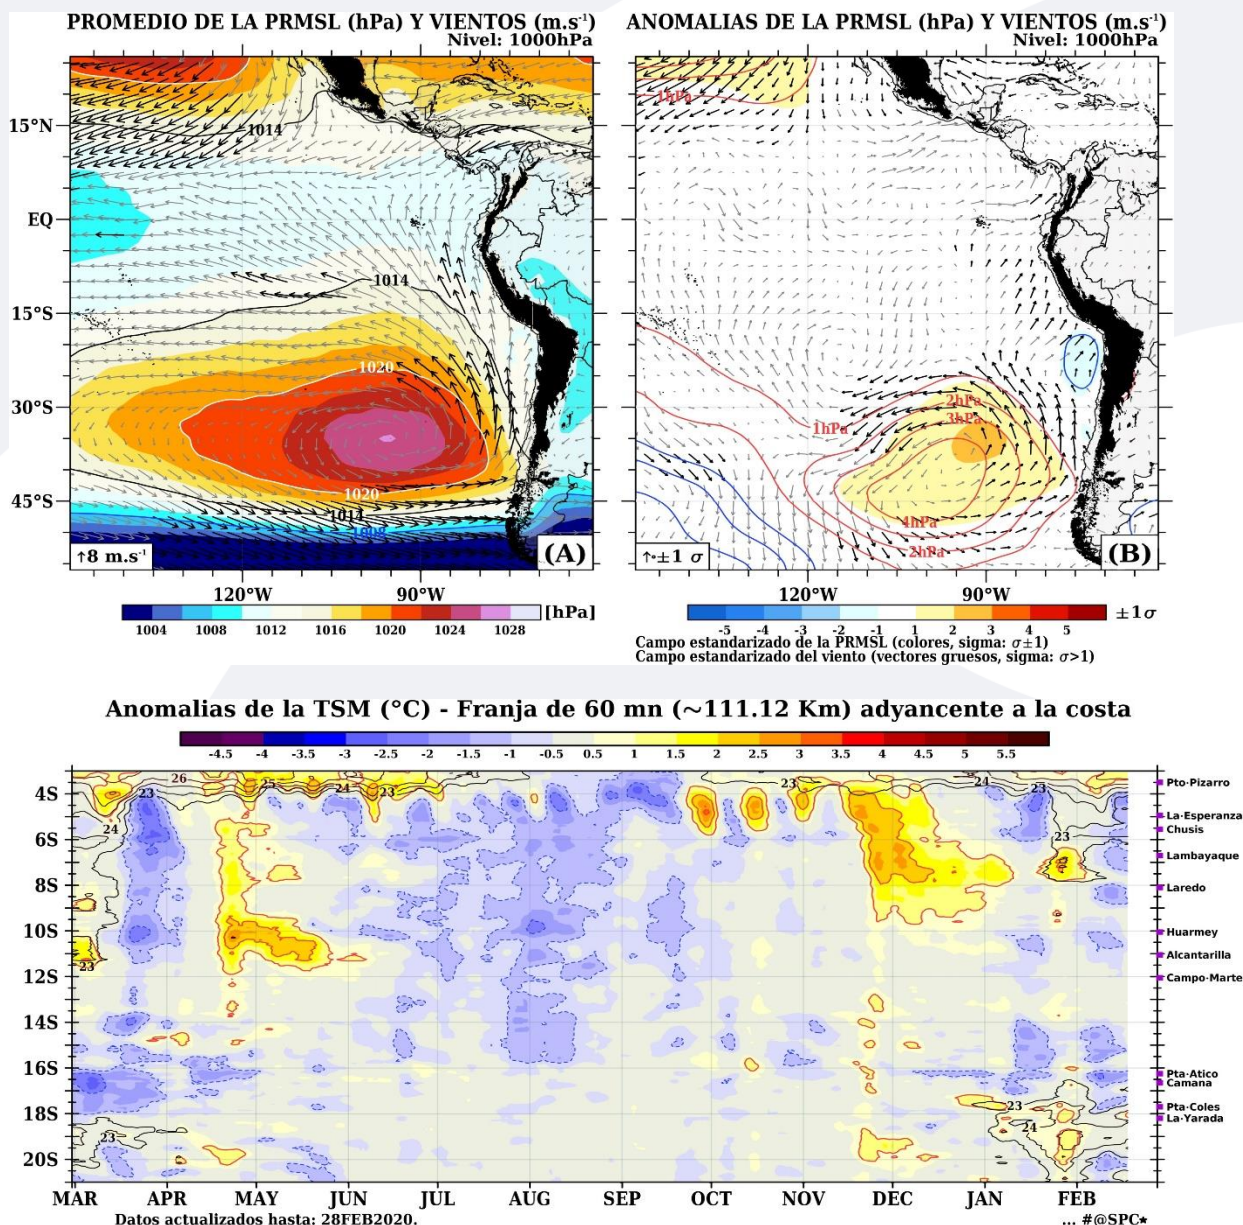 PROMEDIO DE LA PRMSL (hPa) Y VIENTOS (m.s-1)
Nivel: 1000hPa
15°N
EQ
15°S
30°S
45°S
1014
1014
1020
1020
1014
1008
↑8 m.s-1
(A)
120°W
90°W
1004 1008 1012 1016 1020 1024 1028 [hPa]
ANOMALIAS DE LA PRMSL (hPa) Y VIENTOS (m.s-1)
Nivel: 1000hPa
1hPa
1hPa
2hPa
3hPa
4hPa
2hPa
↑•±1 σ
(B)
120°W
90°W
-5 -4 -3 -2 -1 1 2 3 4 5 ±1σ
Campo estandarizado de la PRMSL (colores, sigma: σ±1)
Campo estandarizado del viento (vectores gruesos, sigma: σ>1)
Anomalias de la TSM (°C) - Franja de 60 mn (~111.12 Km) adyancente a la costa
-4.5 -4 -3.5 -3 -2.5 -2 -1.5 -1 -0.5 0.5 1 1.5 2 2.5 3 3.5 4 4.5 5 5.5
4S
6S
8S
10S
12S
14S
16S
18S
20S
26 25 24 23 23 23 24 23
23
24
23
23
23
24
23
Pto·Pizarro
La·Esperanza
Chusis
Lambayaque
Laredo
Huarmey
Alcantarilla
Campo·Marte
Pta·Atico
Camana
Pta·Coles
La·Yarada
MAR APR MAY JUN JUL AUG SEP OCT NOV DEC JAN FEB
Datos actualizados hasta: 28FEB2020.
... #@SPC★